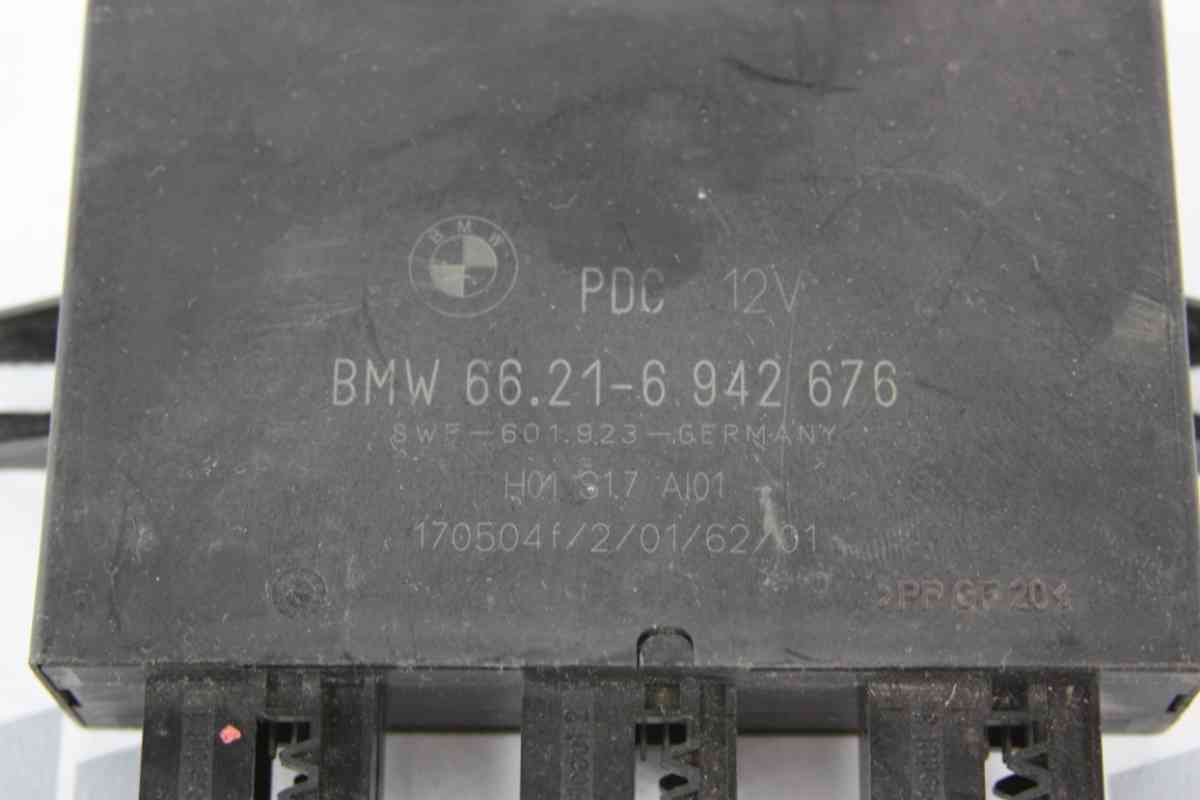 BMW
PDC 12V
BMW 66.21-6 942 676
SWF-601.923-GERMANY
H01 317 AI01
170504f/2/01/62/01
>PP GF 20<